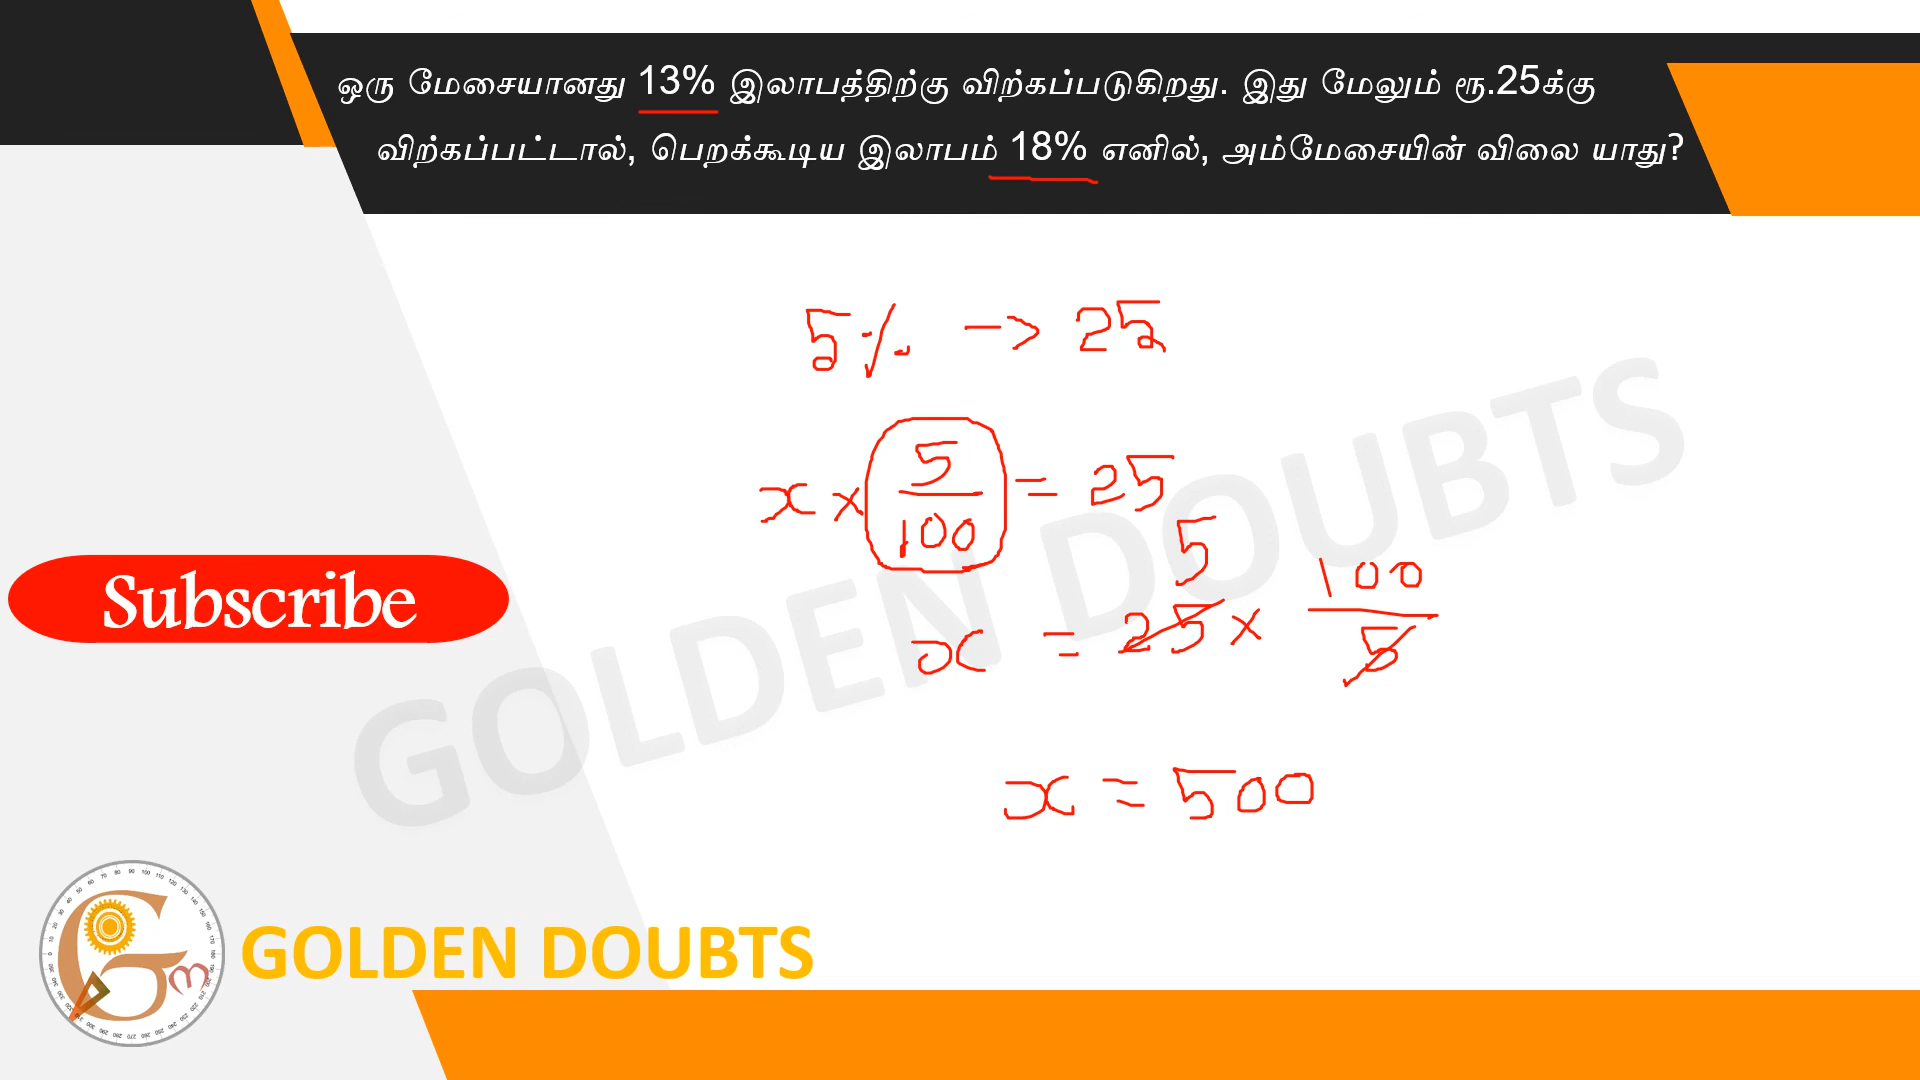 ஒரு மேசையானது 13% இலாபத்திற்கு விற்கப்படுகிறது. இது மேலும் ரூ.25க்கு
விற்கப்பட்டால், பெறக்கூடிய இலாபம் 18% எனில், அம்மேசையின் விலை யாது?
5% -> 25
x × 5/100 = 25
5
x = 25 × 100/5
x = 500
Subscribe
GOLDEN DOUBTS
GOLDEN DOUBTS